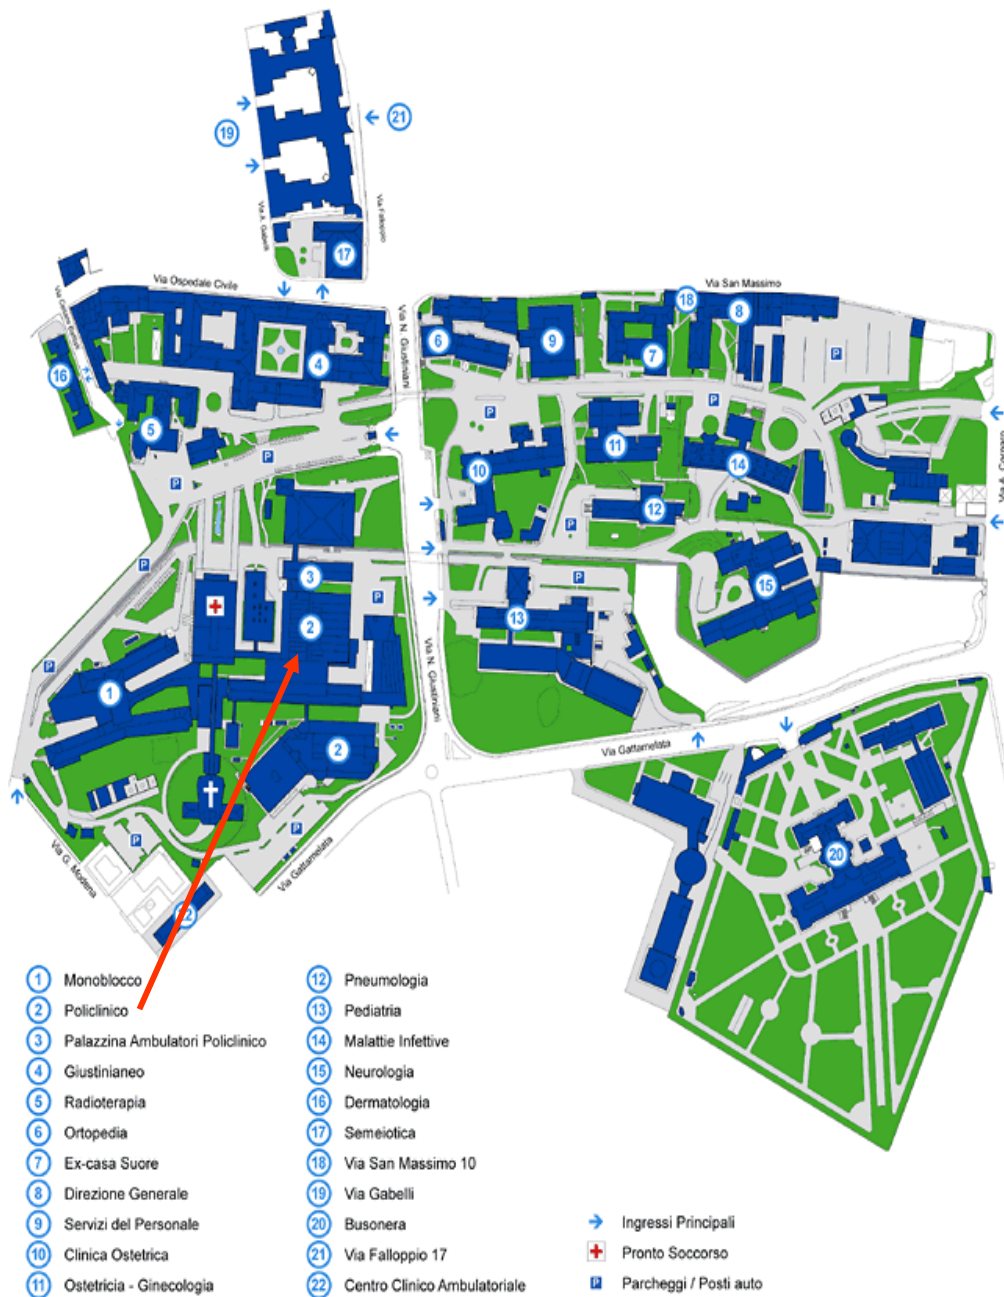 19
21
Via A. Gabelli
Via Falloppio
17
Via Ospedale Civile
Via San Massimo
18
8
Via N. Giustiniani
6
9
7
P
4
16
5
P
P
P
P
10
11
14
Via A. Cornaro
12
P
P
3
P
15
2
P
13
P
1
Via N. Giustiniani
2
Via Gattamelata
P
P
Via Gattamelata
Via G. Modena
20
22
1 Monoblocco
2 Policlinico
3 Palazzina Ambulatori Policlinico
4 Giustinianeo
5 Radioterapia
6 Ortopedia
7 Ex-casa Suore
8 Direzione Generale
9 Servizi del Personale
10 Clinica Ostetrica
11 Ostetricia - Ginecologia
12 Pneumologia
13 Pediatria
14 Malattie Infettive
15 Neurologia
16 Dermatologia
17 Semeiotica
18 Via San Massimo 10
19 Via Gabelli
20 Busonera
21 Via Falloppio 17
22 Centro Clinico Ambulatoriale
Ingressi Principali
Pronto Soccorso
P Parcheggi / Posti auto